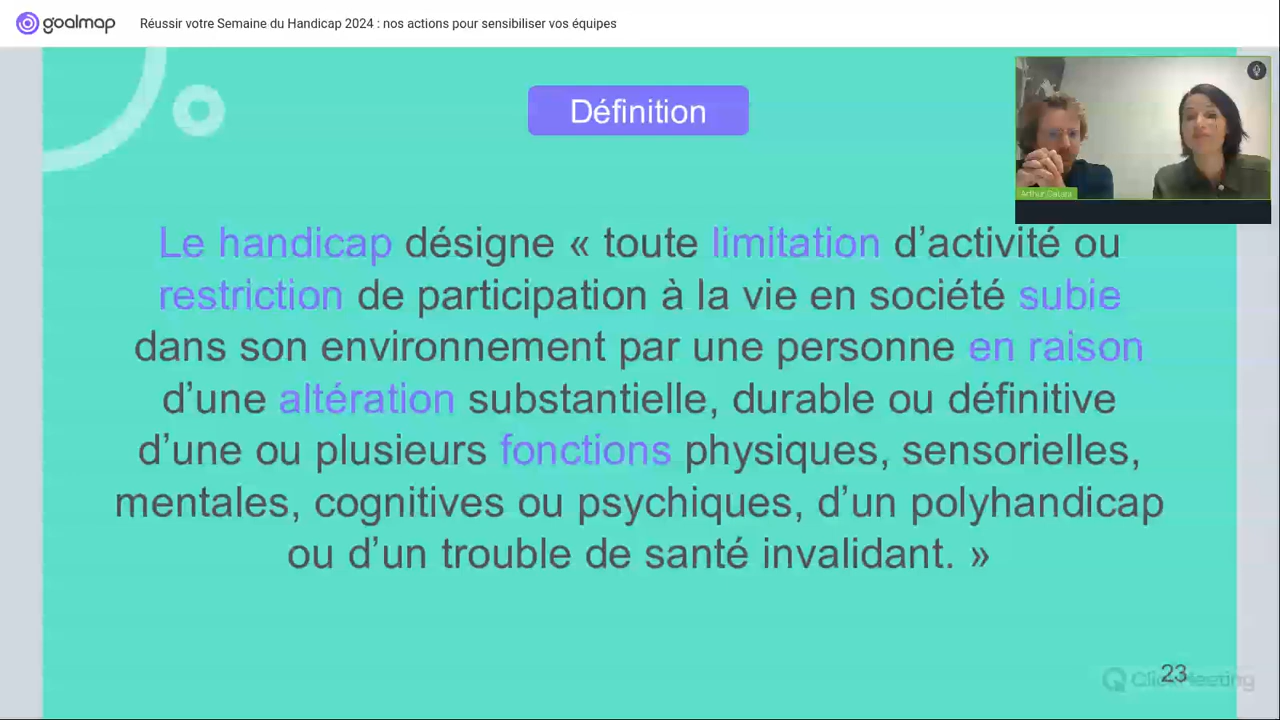 goalmap
Réussir votre Semaine du Handicap 2024 : nos actions pour sensibiliser vos équipes
Définition
Arthur
Le handicap désigne « toute limitation d’activité ou
restriction de participation à la vie en société subie
dans son environnement par une personne en raison
d’une altération substantielle, durable ou définitive
d’une ou plusieurs fonctions physiques, sensorielles,
mentales, cognitives ou psychiques, d’un polyhandicap
ou d’un trouble de santé invalidant. »
23
ClickMeeting